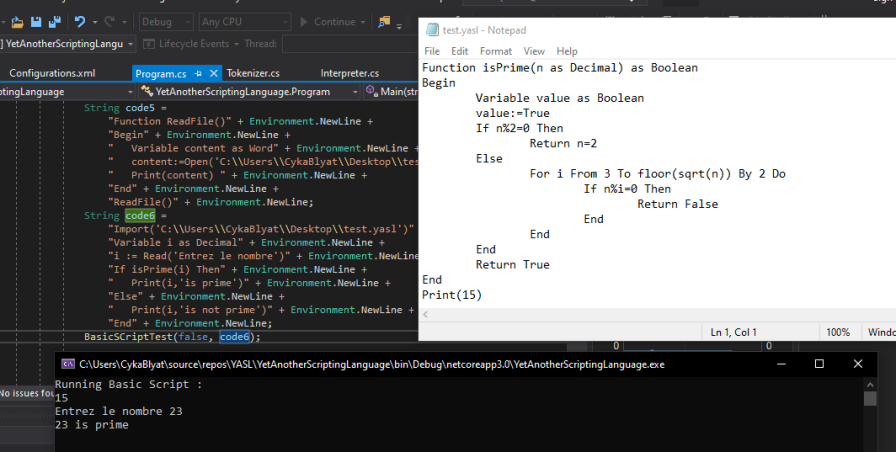 Debug
Any CPU
Continue
] YetAnotherScriptingLangu
Lifecycle Events
Thread:
Configurations.xml
Program.cs
Tokenizer.cs
Interpreter.cs
YetAnotherScriptingLanguage.Program
String code5 =
"Function ReadFile()" + Environment.NewLine +
"Begin" + Environment.NewLine +
"   Variable content as Word" + Environment.NewLine +
"   content:=Open('C:\\Users\\CykaBlyat\\Desktop\\tes
"   Print(content) " + Environment.NewLine +
"End" + Environment.NewLine +
"ReadFile()" + Environment.NewLine;
String code6 =
"Import('C:\\Users\\CykaBlyat\\Desktop\\test.yasl')"
"Variable i as Decimal" + Environment.NewLine +
"i := Read('Entrez le nombre')" + Environment.NewLine
"If isPrime(i) Then" + Environment.NewLine +
"   Print(i,'is prime')" + Environment.NewLine +
"Else" + Environment.NewLine +
"   Print(i,'is not prime')" + Environment.NewLine +
"End" + Environment.NewLine;
BasicSCriptTest(false, code6);
test.yasl - Notepad
File Edit Format View Help
Function isPrime(n as Decimal) as Boolean
Begin
Variable value as Boolean
value:=True
If n%2=0 Then
Return n=2
Else
For i From 3 To floor(sqrt(n)) By 2 Do
If n%i=0 Then
Return False
End
End
End
Return True
End
Print(15)
Ln 1, Col 1
100%
0
0
C:\Users\CykaBlyat\source\repos\YASL\YetAnotherScriptingLanguage\bin\Debug\netcoreapp3.0\YetAnotherScriptingLanguage.exe
Running Basic Script :
15
Entrez le nombre 23
23 is prime